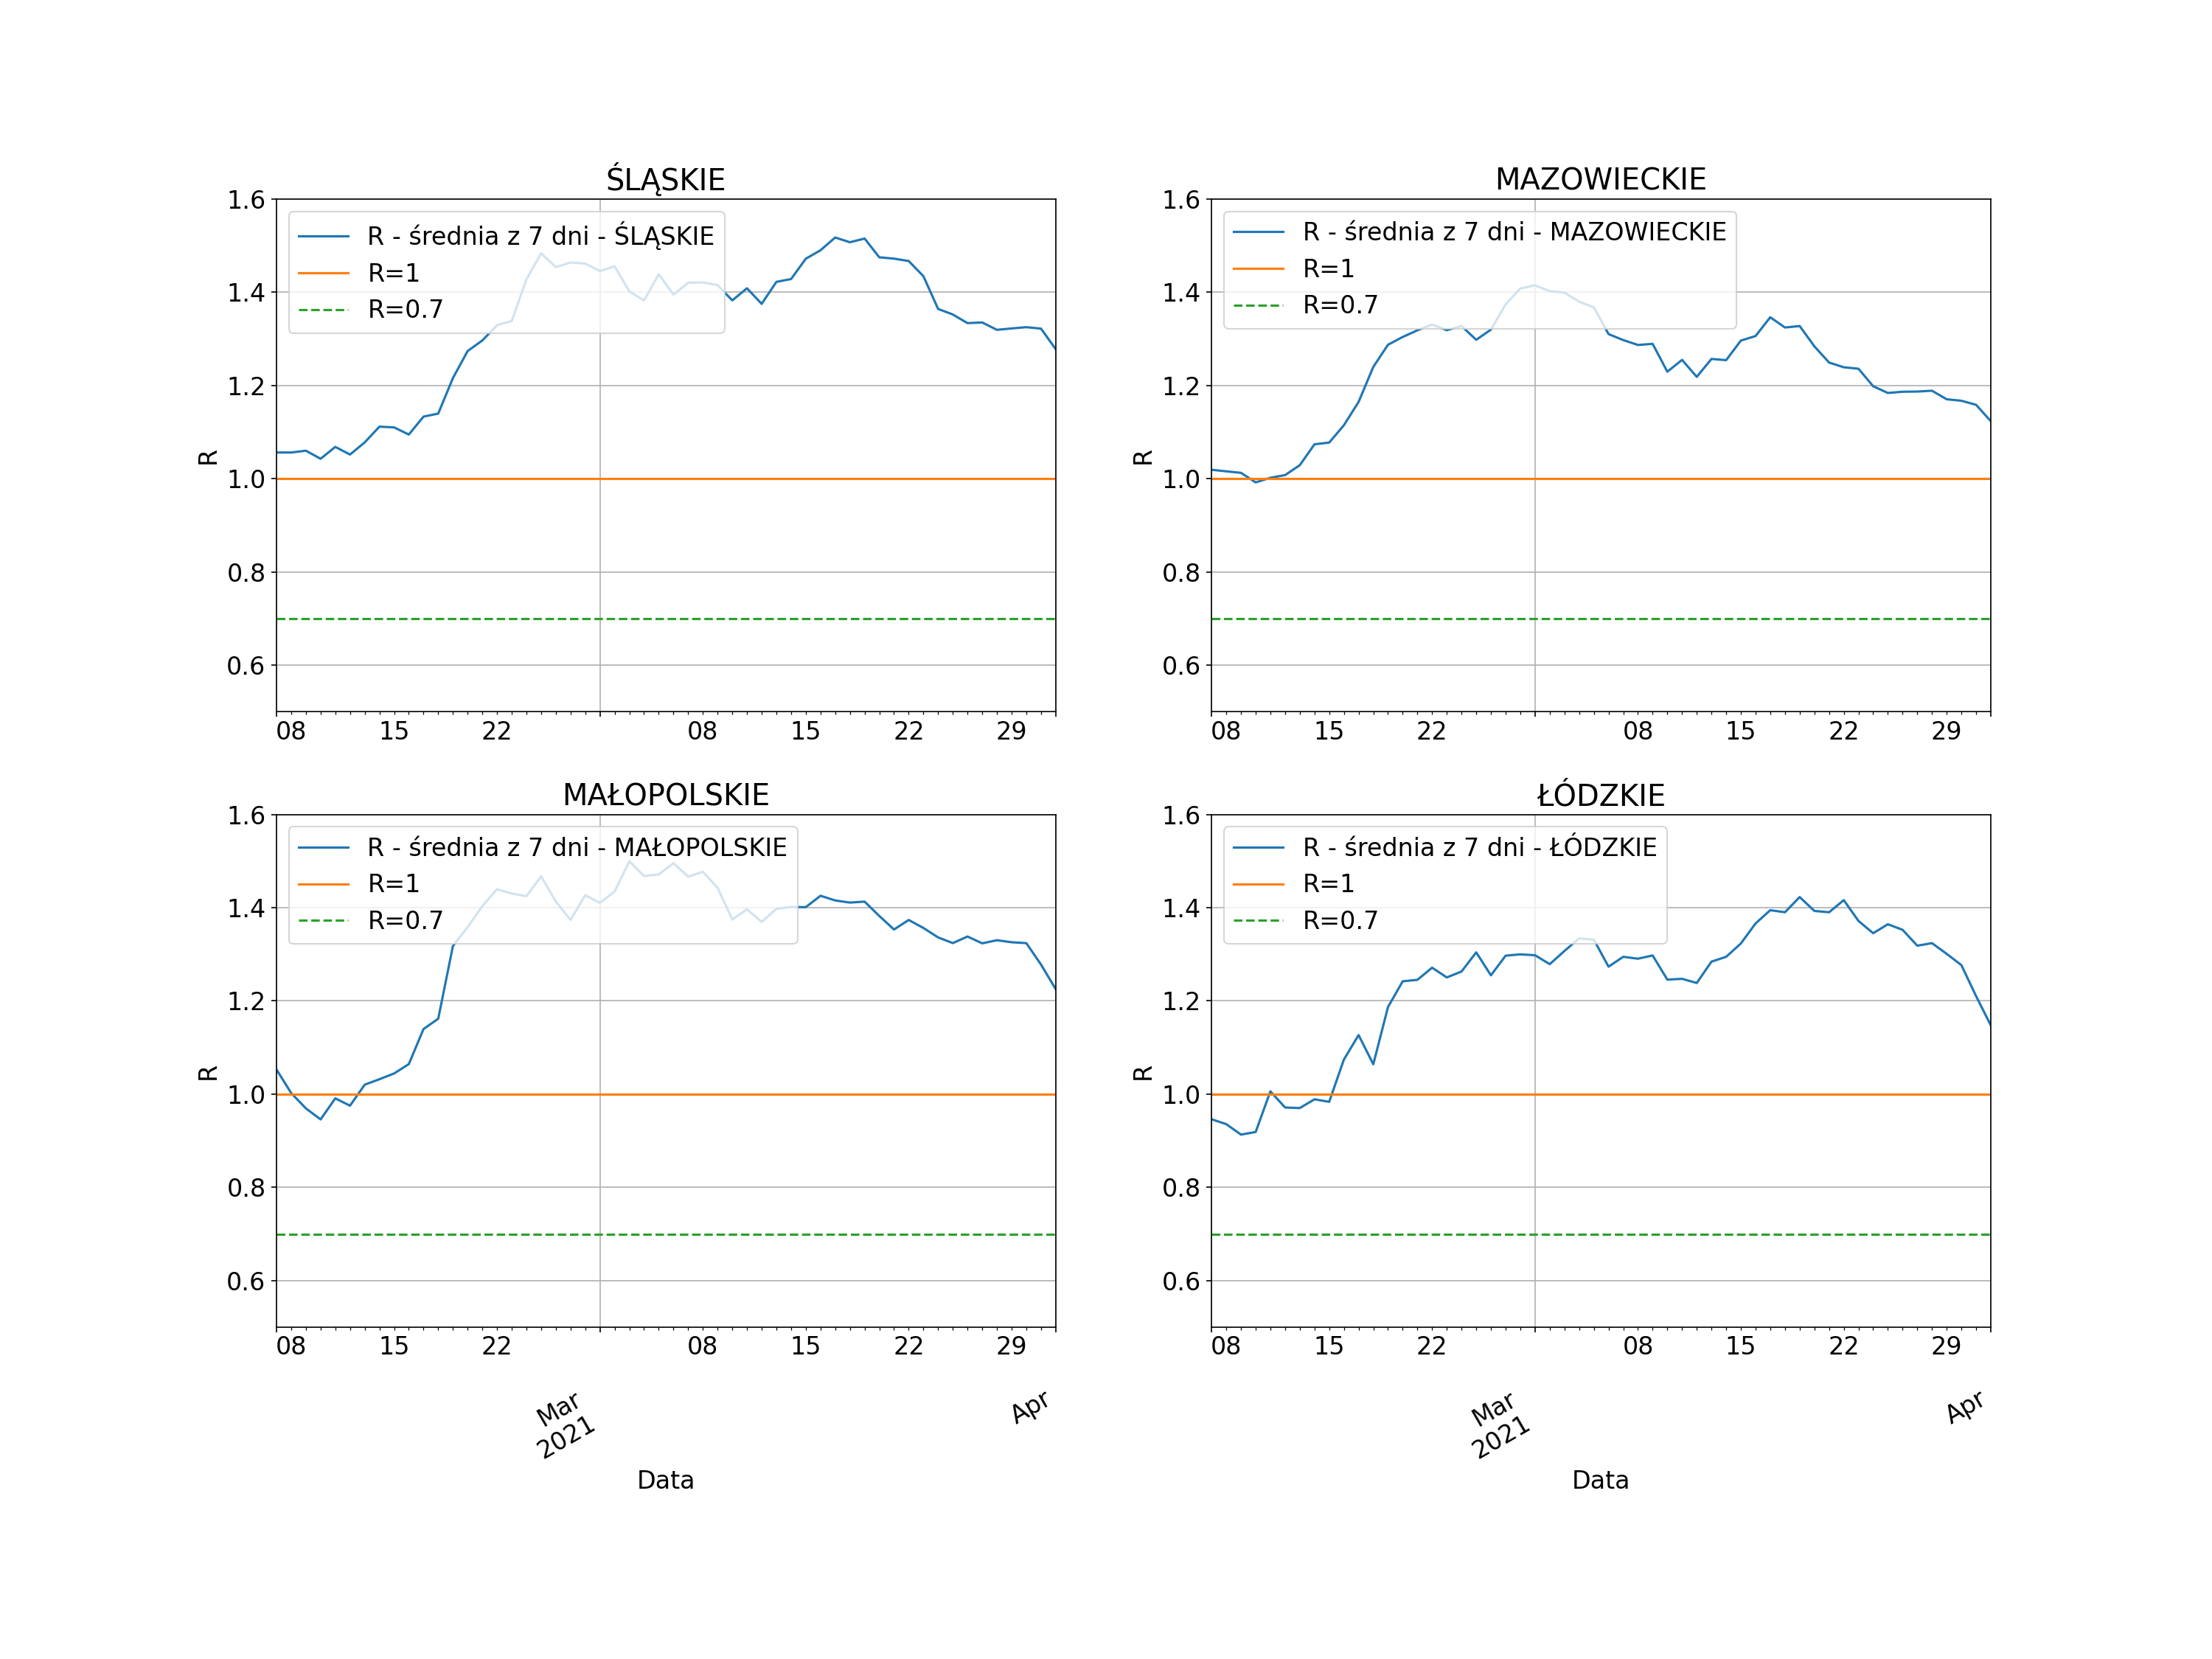 ŚLĄSKIE
1.6
1.4
1.2
1.0
0.8
0.6
R
R - średnia z 7 dni - ŚLĄSKIE
R=1
R=0.7
08 15 22 08 15 22 29
MAZOWIECKIE
1.6
1.4
1.2
1.0
0.8
0.6
R
R - średnia z 7 dni - MAZOWIECKIE
R=1
R=0.7
08 15 22 08 15 22 29
MAŁOPOLSKIE
1.6
1.4
1.2
1.0
0.8
0.6
R
R - średnia z 7 dni - MAŁOPOLSKIE
R=1
R=0.7
08 15 22 08 15 22 29
Mar
2021
Apr
Data
ŁÓDZKIE
1.6
1.4
1.2
1.0
0.8
0.6
R
R - średnia z 7 dni - ŁÓDZKIE
R=1
R=0.7
08 15 22 08 15 22 29
Mar
2021
Apr
Data